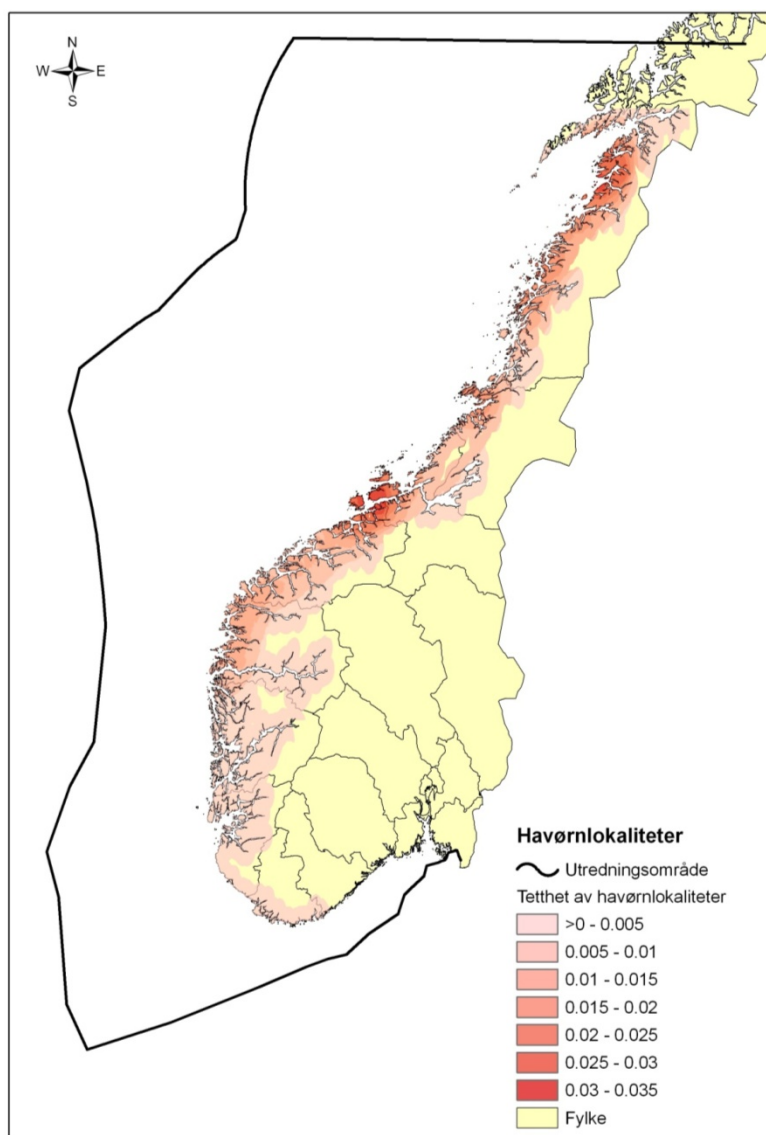 N
W E
S
Havørnlokaliteter
Utredningsområde
Tetthet av havørnlokaliteter
>0 - 0.005
0.005 - 0.01
0.01 - 0.015
0.015 - 0.02
0.02 - 0.025
0.025 - 0.03
0.03 - 0.035
Fylke